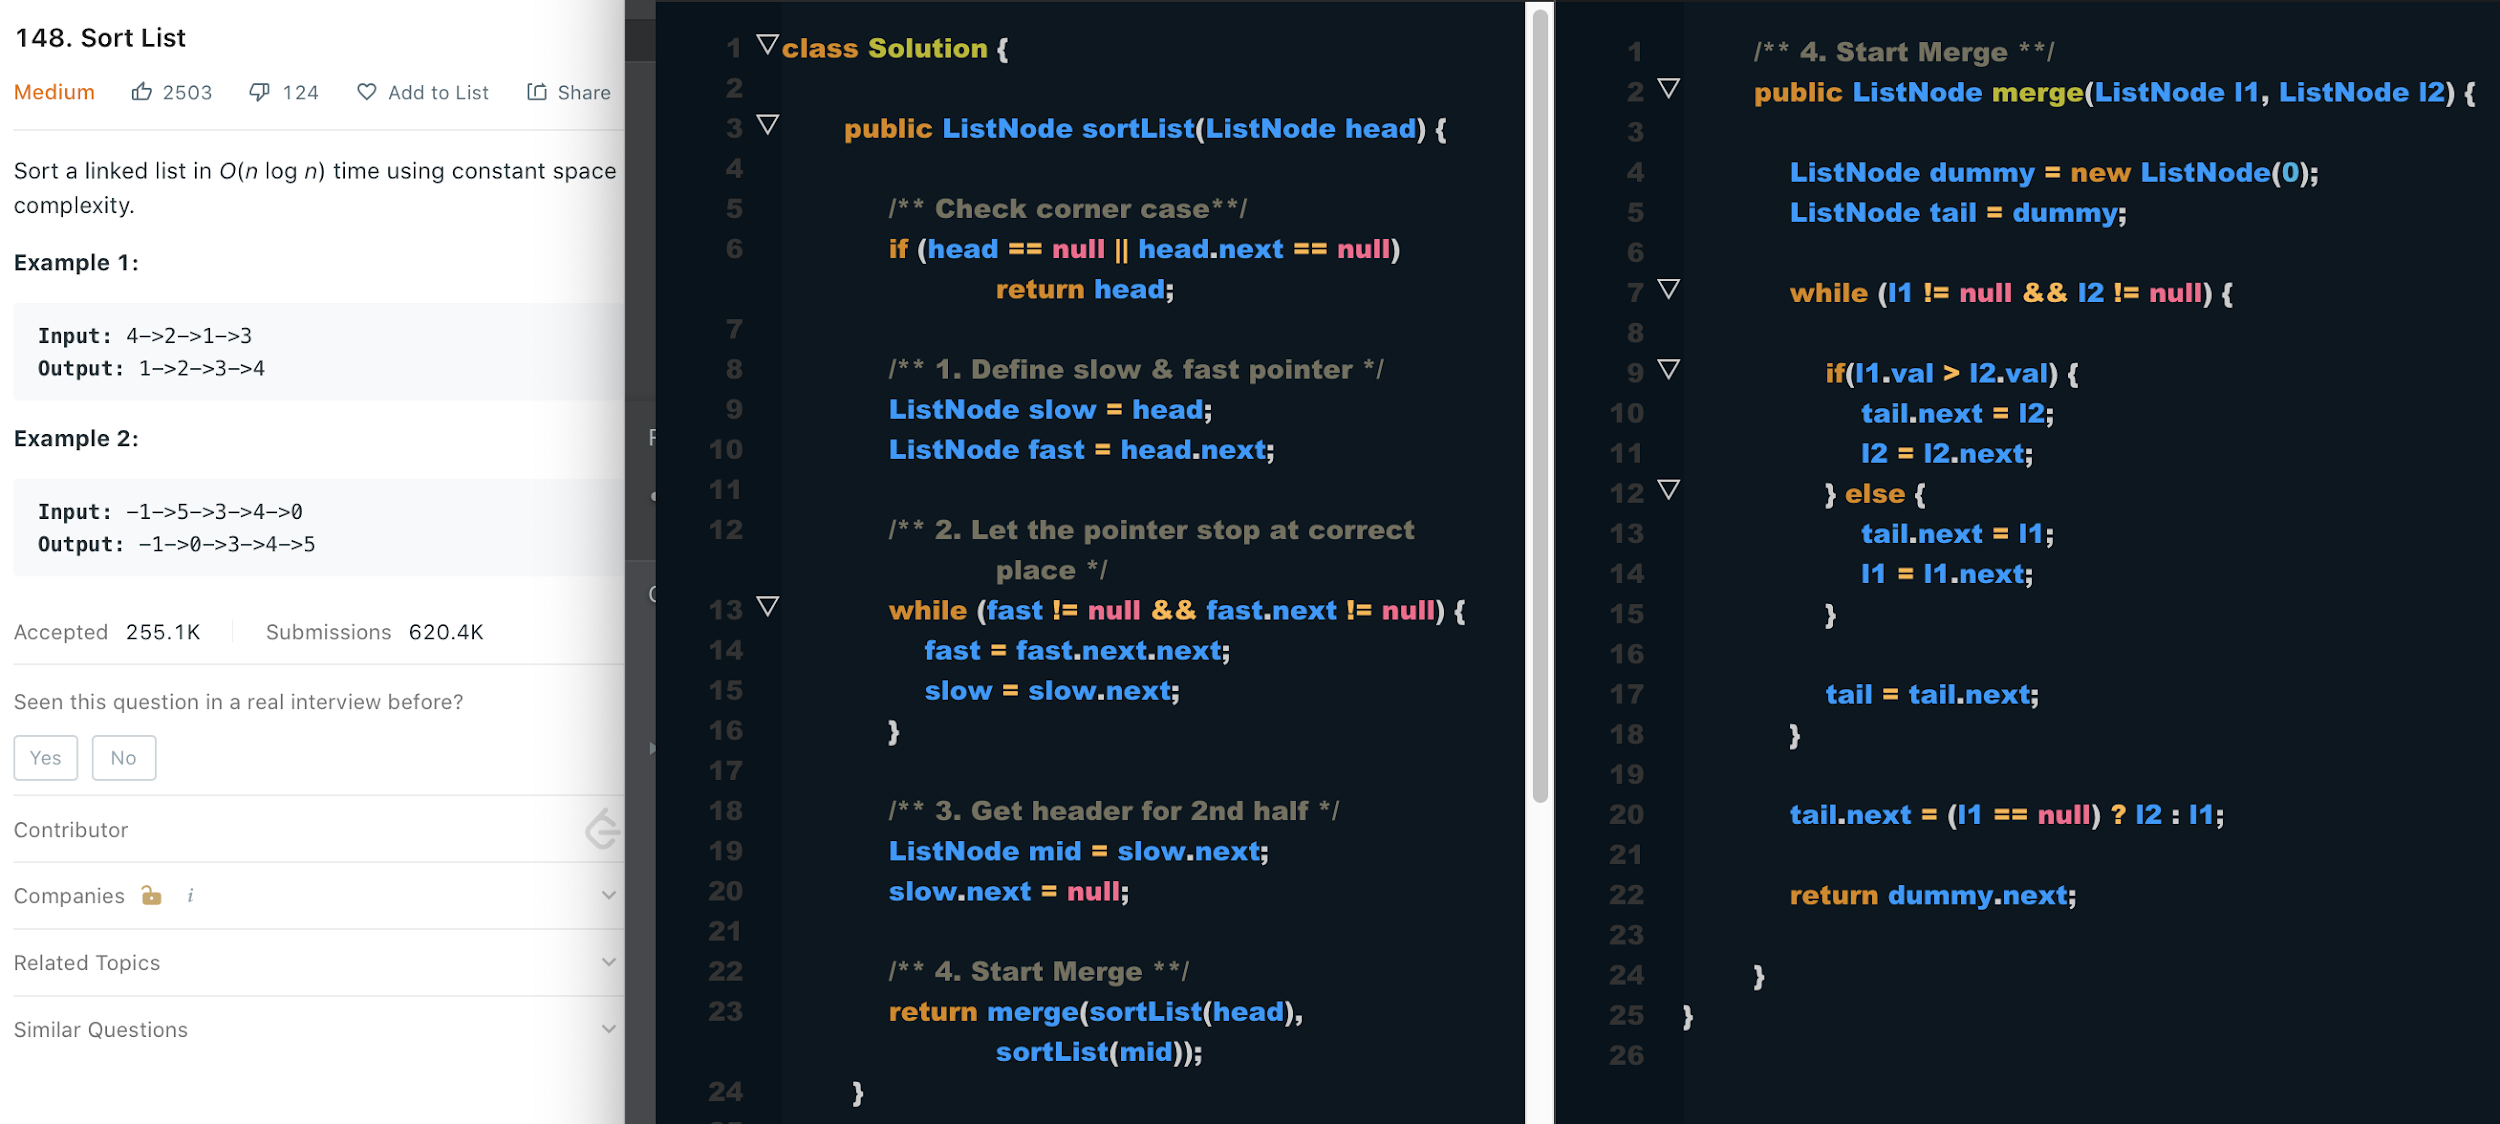 148. Sort List
Medium 2503 124 Add to List Share
Sort a linked list in O(n log n) time using constant space
complexity.
Example 1:
Input: 4->2->1->3
Output: 1->2->3->4
Example 2:
Input: -1->5->3->4->0
Output: -1->0->3->4->5
Accepted 255.1K Submissions 620.4K
Seen this question in a real interview before?
Yes No
Contributor
Companies i
Related Topics
Similar Questions
1 class Solution {
2
3 public ListNode sortList(ListNode head) {
4
5 /** Check corner case**/
6 if (head == null || head.next == null)
return head;
7
8 /** 1. Define slow & fast pointer */
9 ListNode slow = head;
10 ListNode fast = head.next;
11
12 /** 2. Let the pointer stop at correct
place */
13 while (fast != null && fast.next != null) {
14 fast = fast.next.next;
15 slow = slow.next;
16 }
17
18 /** 3. Get header for 2nd half */
19 ListNode mid = slow.next;
20 slow.next = null;
21
22 /** 4. Start Merge **/
23 return merge(sortList(head),
sortList(mid));
24 }
1 /** 4. Start Merge **/
2 public ListNode merge(ListNode l1, ListNode l2) {
3
4 ListNode dummy = new ListNode(0);
5 ListNode tail = dummy;
6
7 while (l1 != null && l2 != null) {
8
9 if(l1.val > l2.val) {
10 tail.next = l2;
11 l2 = l2.next;
12 } else {
13 tail.next = l1;
14 l1 = l1.next;
15 }
16
17 tail = tail.next;
18 }
19
20 tail.next = (l1 == null) ? l2 : l1;
21
22 return dummy.next;
23
24 }
25 }
26